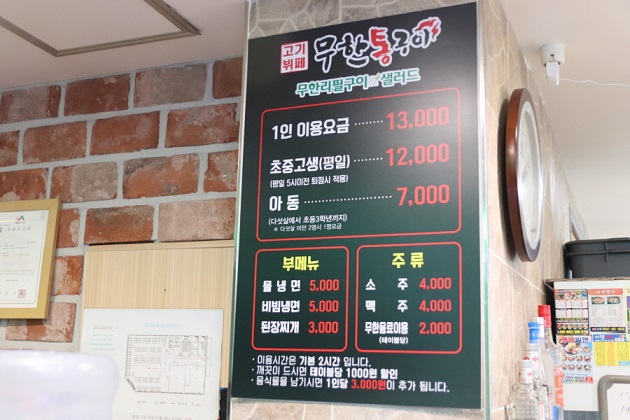 고기
뷔페
무한통구이
무한리필구이 샐러드
1인 이용요금 ········ 13,000
초중고생(평일) ······ 12,000
(평일 5시이전 퇴점시 적용)
아 동 ················ 7,000
(다섯살에서 초등3학년까지)
※ 다섯살 미만 2명시 1명요금
부메뉴
물 냉 면 5,000
비빔냉면 5,000
된장찌개 3,000
주 류
소 주 4,000
맥 주 4,000
무한음료이용 2,000
(테이블당)
· 이용시간은 기본 2시간 입니다.
· 깨끗이 드시면 테이블당 1000원 할인
· 음식물을 남기시면 1인당 3,000원이 추가 됩니다.